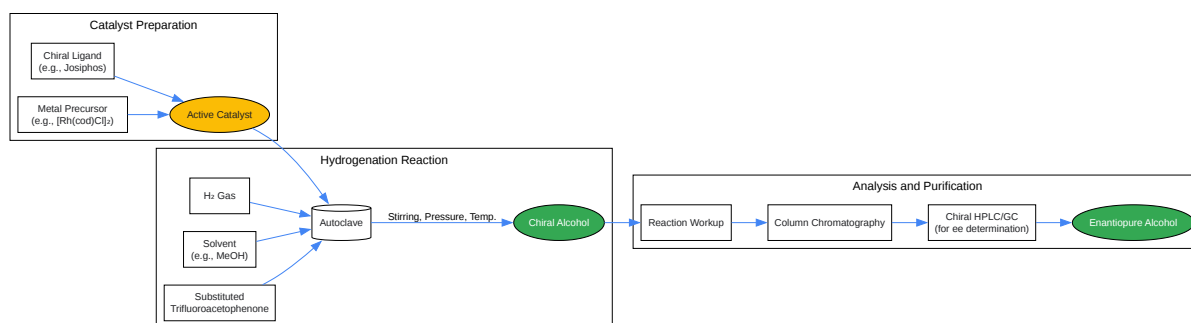 Catalyst Preparation
Chiral Ligand
(e.g., Josiphos)
Metal Precursor
(e.g., [Rh(cod)Cl]₂)
Active Catalyst
Hydrogenation Reaction
H₂ Gas
Solvent
(e.g., MeOH)
Substituted
Trifluoroacetophenone
Autoclave
Stirring, Pressure, Temp.
Chiral Alcohol
Analysis and Purification
Reaction Workup
Column Chromatography
Chiral HPLC/GC
(for ee determination)
Enantiopure Alcohol